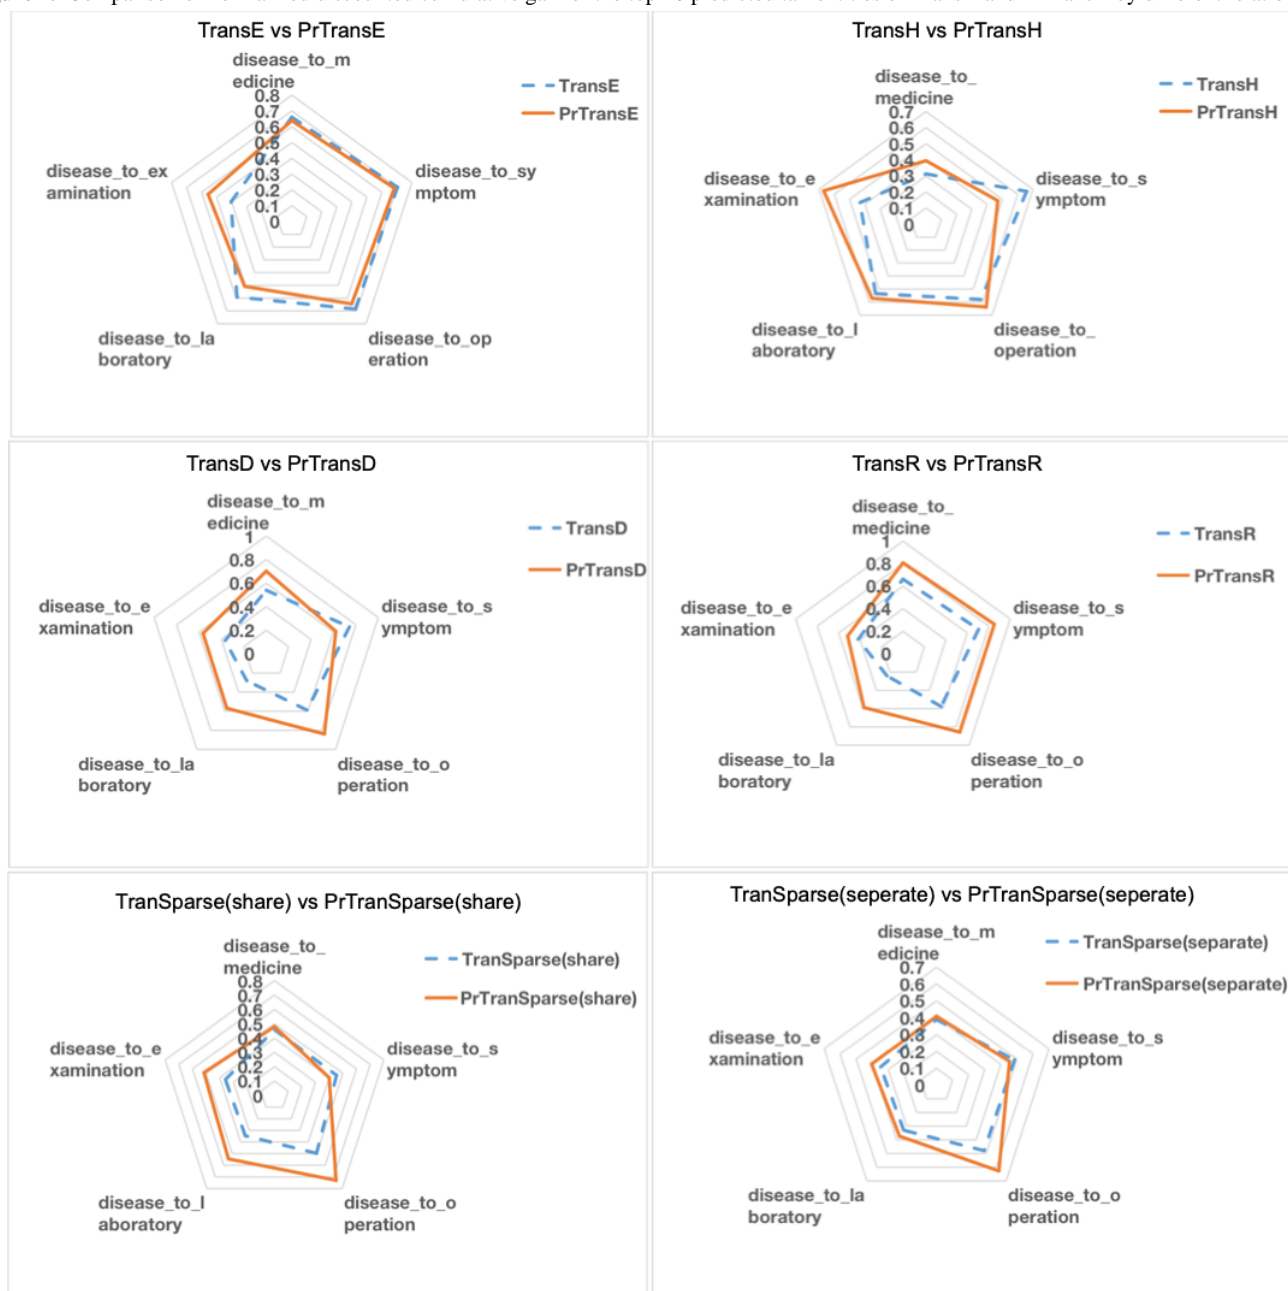 TransE vs PrTransE
disease_to_m
edicine
0.8
0.7
0.6
0.5
0.4
0.3
0.2
0.1
0
disease_to_sy
mptom
disease_to_op
eration
disease_to_la
boratory
disease_to_ex
amination
TransE
PrTransE
TransH vs PrTransH
disease_to_
medicine
0.7
0.6
0.5
0.4
0.3
0.2
0.1
0
disease_to_s
ymptom
disease_to_
operation
disease_to_l
aboratory
disease_to_e
xamination
TransH
PrTransH
TransD vs PrTransD
disease_to_m
edicine
1
0.8
0.6
0.4
0.2
0
disease_to_s
ymptom
disease_to_o
peration
disease_to_la
boratory
disease_to_e
xamination
TransD
PrTransD
TransR vs PrTransR
disease_to_
medicine
1
0.8
0.6
0.4
0.2
0
disease_to_s
ymptom
disease_to_o
peration
disease_to_la
boratory
disease_to_e
xamination
TransR
PrTransR
TranSparse(share) vs PrTranSparse(share)
disease_to_
medicine
0.8
0.7
0.6
0.5
0.4
0.3
0.2
0.1
0
disease_to_s
ymptom
disease_to_o
peration
disease_to_l
aboratory
disease_to_e
xamination
TranSparse(share)
PrTranSparse(share)
TranSparse(seperate) vs PrTranSparse(seperate)
disease_to_m
edicine
0.7
0.6
0.5
0.4
0.3
0.2
0.1
0
disease_to_s
ymptom
disease_to_o
peration
disease_to_la
boratory
disease_to_e
xamination
TranSparse(separate)
PrTranSparse(separate)